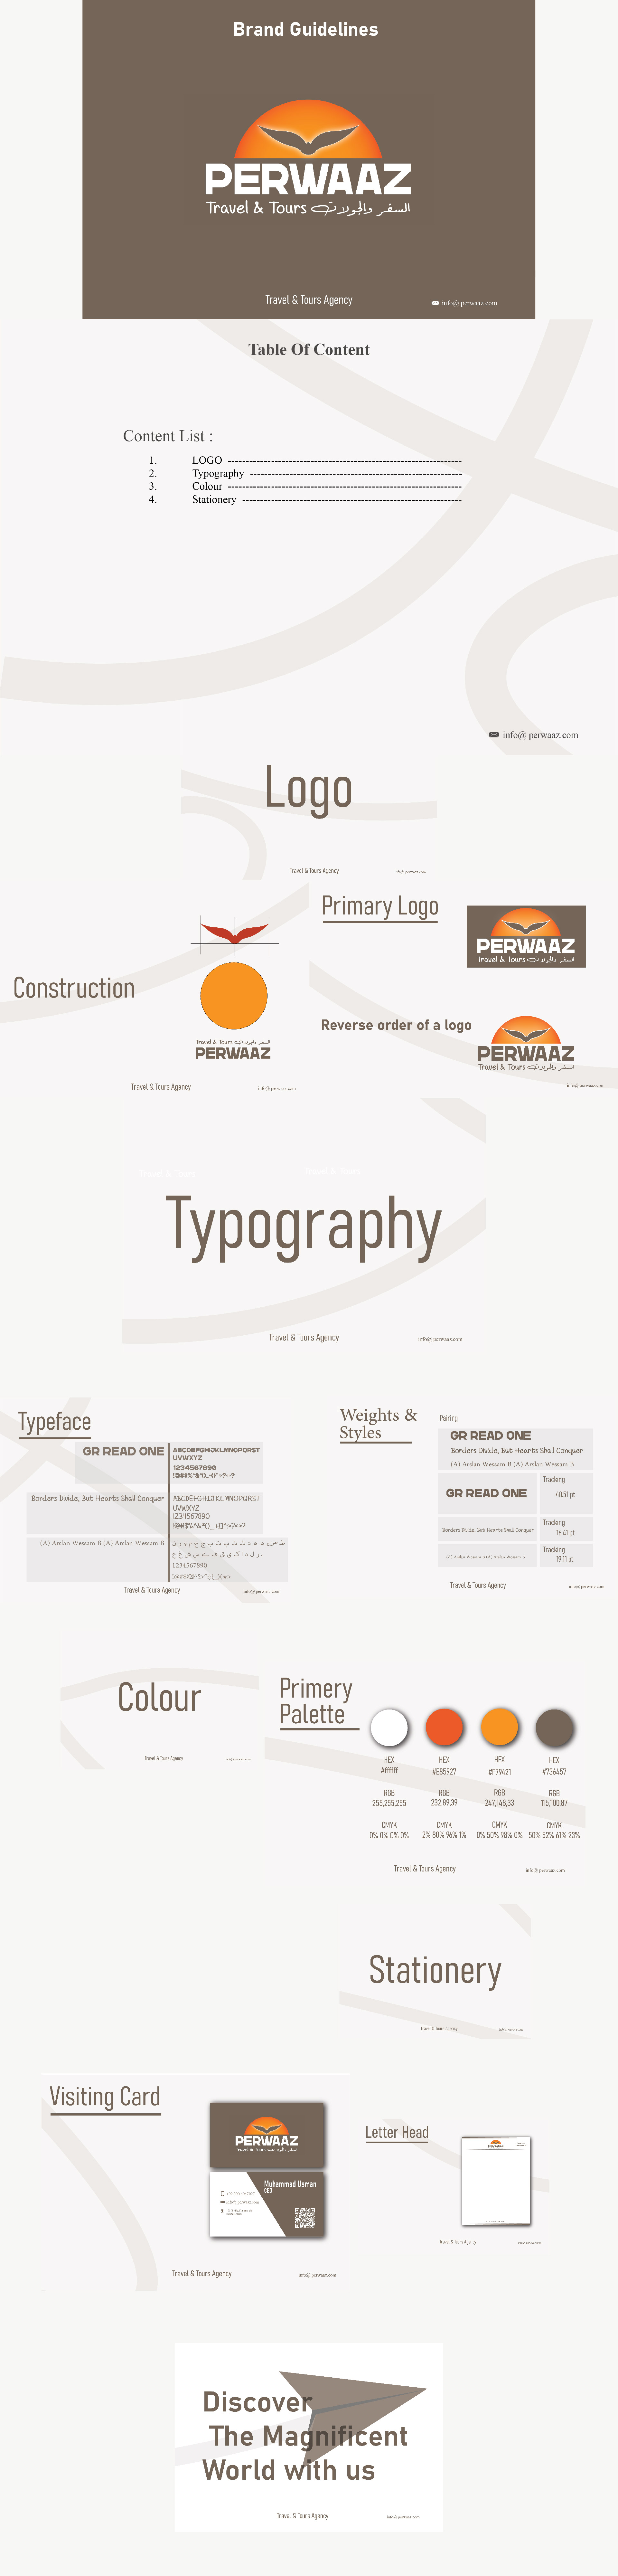 Brand Guidelines
PERWAAZ
Travel & Tours السفر والجولات
Travel & Tours Agency
info@ perwaaz.com
Table Of Content
Content List :
1. LOGO
2. Typography
3. Colour
4. Stationery
info@ perwaaz.com
Logo
Travel & Tours Agency
info@ perwaaz.com
Construction
Travel & Tours السفر والجولات
PERWAAZ
Travel & Tours Agency
info@ perwaaz.com
Primary Logo
PERWAAZ
Travel & Tours السفر والجولات
Reverse order of a logo
PERWAAZ
Travel & Tours السفر والجولات
info@ perwaaz.com
Typography
Travel & Tours Agency
info@ perwaaz.com
Typeface
GR READ ONE
ABCDEFGHIJKLMNOPQRST
UVWXYZ
1234567890
Borders Divide, But Hearts Shall Conquer
ABCDEFGHIJKLMNOPQRST
UVWXYZ
1234567890
(A) Arslan Wessam B (A) Arslan Wessam B
1234567890
Travel & Tours Agency
info@ perwaaz.com
Weights &
Styles
Pairing
GR READ ONE
Borders Divide, But Hearts Shall Conquer
(A) Arslan Wessam B (A) Arslan Wessam B
GR READ ONE
Tracking
40.51 pt
Borders Divide, But Hearts Shall Conquer
Tracking
16.41 pt
(A) Arslan Wessam B (A) Arslan Wessam B
Tracking
19.11 pt
Travel & Tours Agency
info@ perwaaz.com
Colour
Travel & Tours Agency
Primery
Palette
HEX HEX HEX HEX
#ffffff #E85927 #F79421 #736457
RGB RGB RGB RGB
255,255,255 232,89,39 247,148,33 115,100,87
CMYK CMYK CMYK CMYK
0% 0% 0% 0% 2% 80% 96% 1% 0% 50% 98% 0% 50% 52% 61% 23%
Travel & Tours Agency
info@ perwaaz.com
Stationery
Travel & Tours Agency
Visiting Card
PERWAAZ
Travel & Tours السفر والجولات
Muhammad Usman
CEO
info@ perwaaz.com
Travel & Tours Agency
info@ perwaaz.com
Letter Head
PERWAAZ
Travel & Tours Agency
Discover
The Magnificent
World with us
Travel & Tours Agency
info@ perwaaz.com